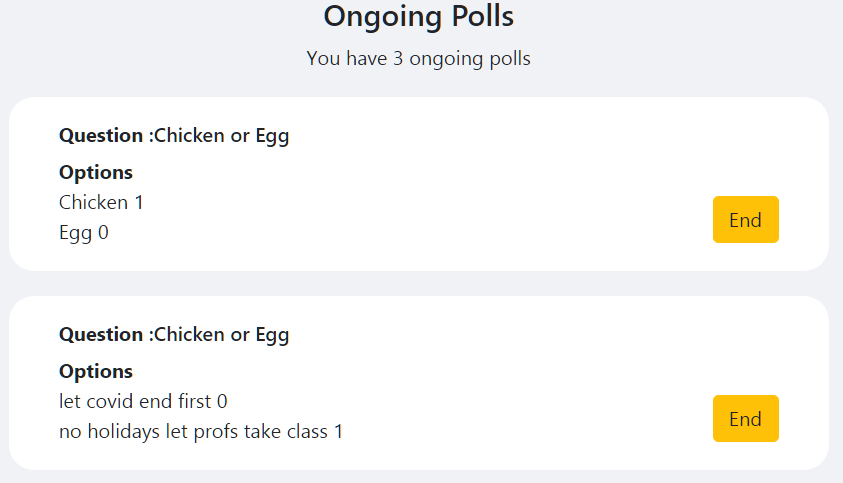 Ongoing Polls
You have 3 ongoing polls
Question :Chicken or Egg
Options
Chicken 1
Egg 0
End
Question :Chicken or Egg
Options
let covid end first 0
no holidays let profs take class 1
End